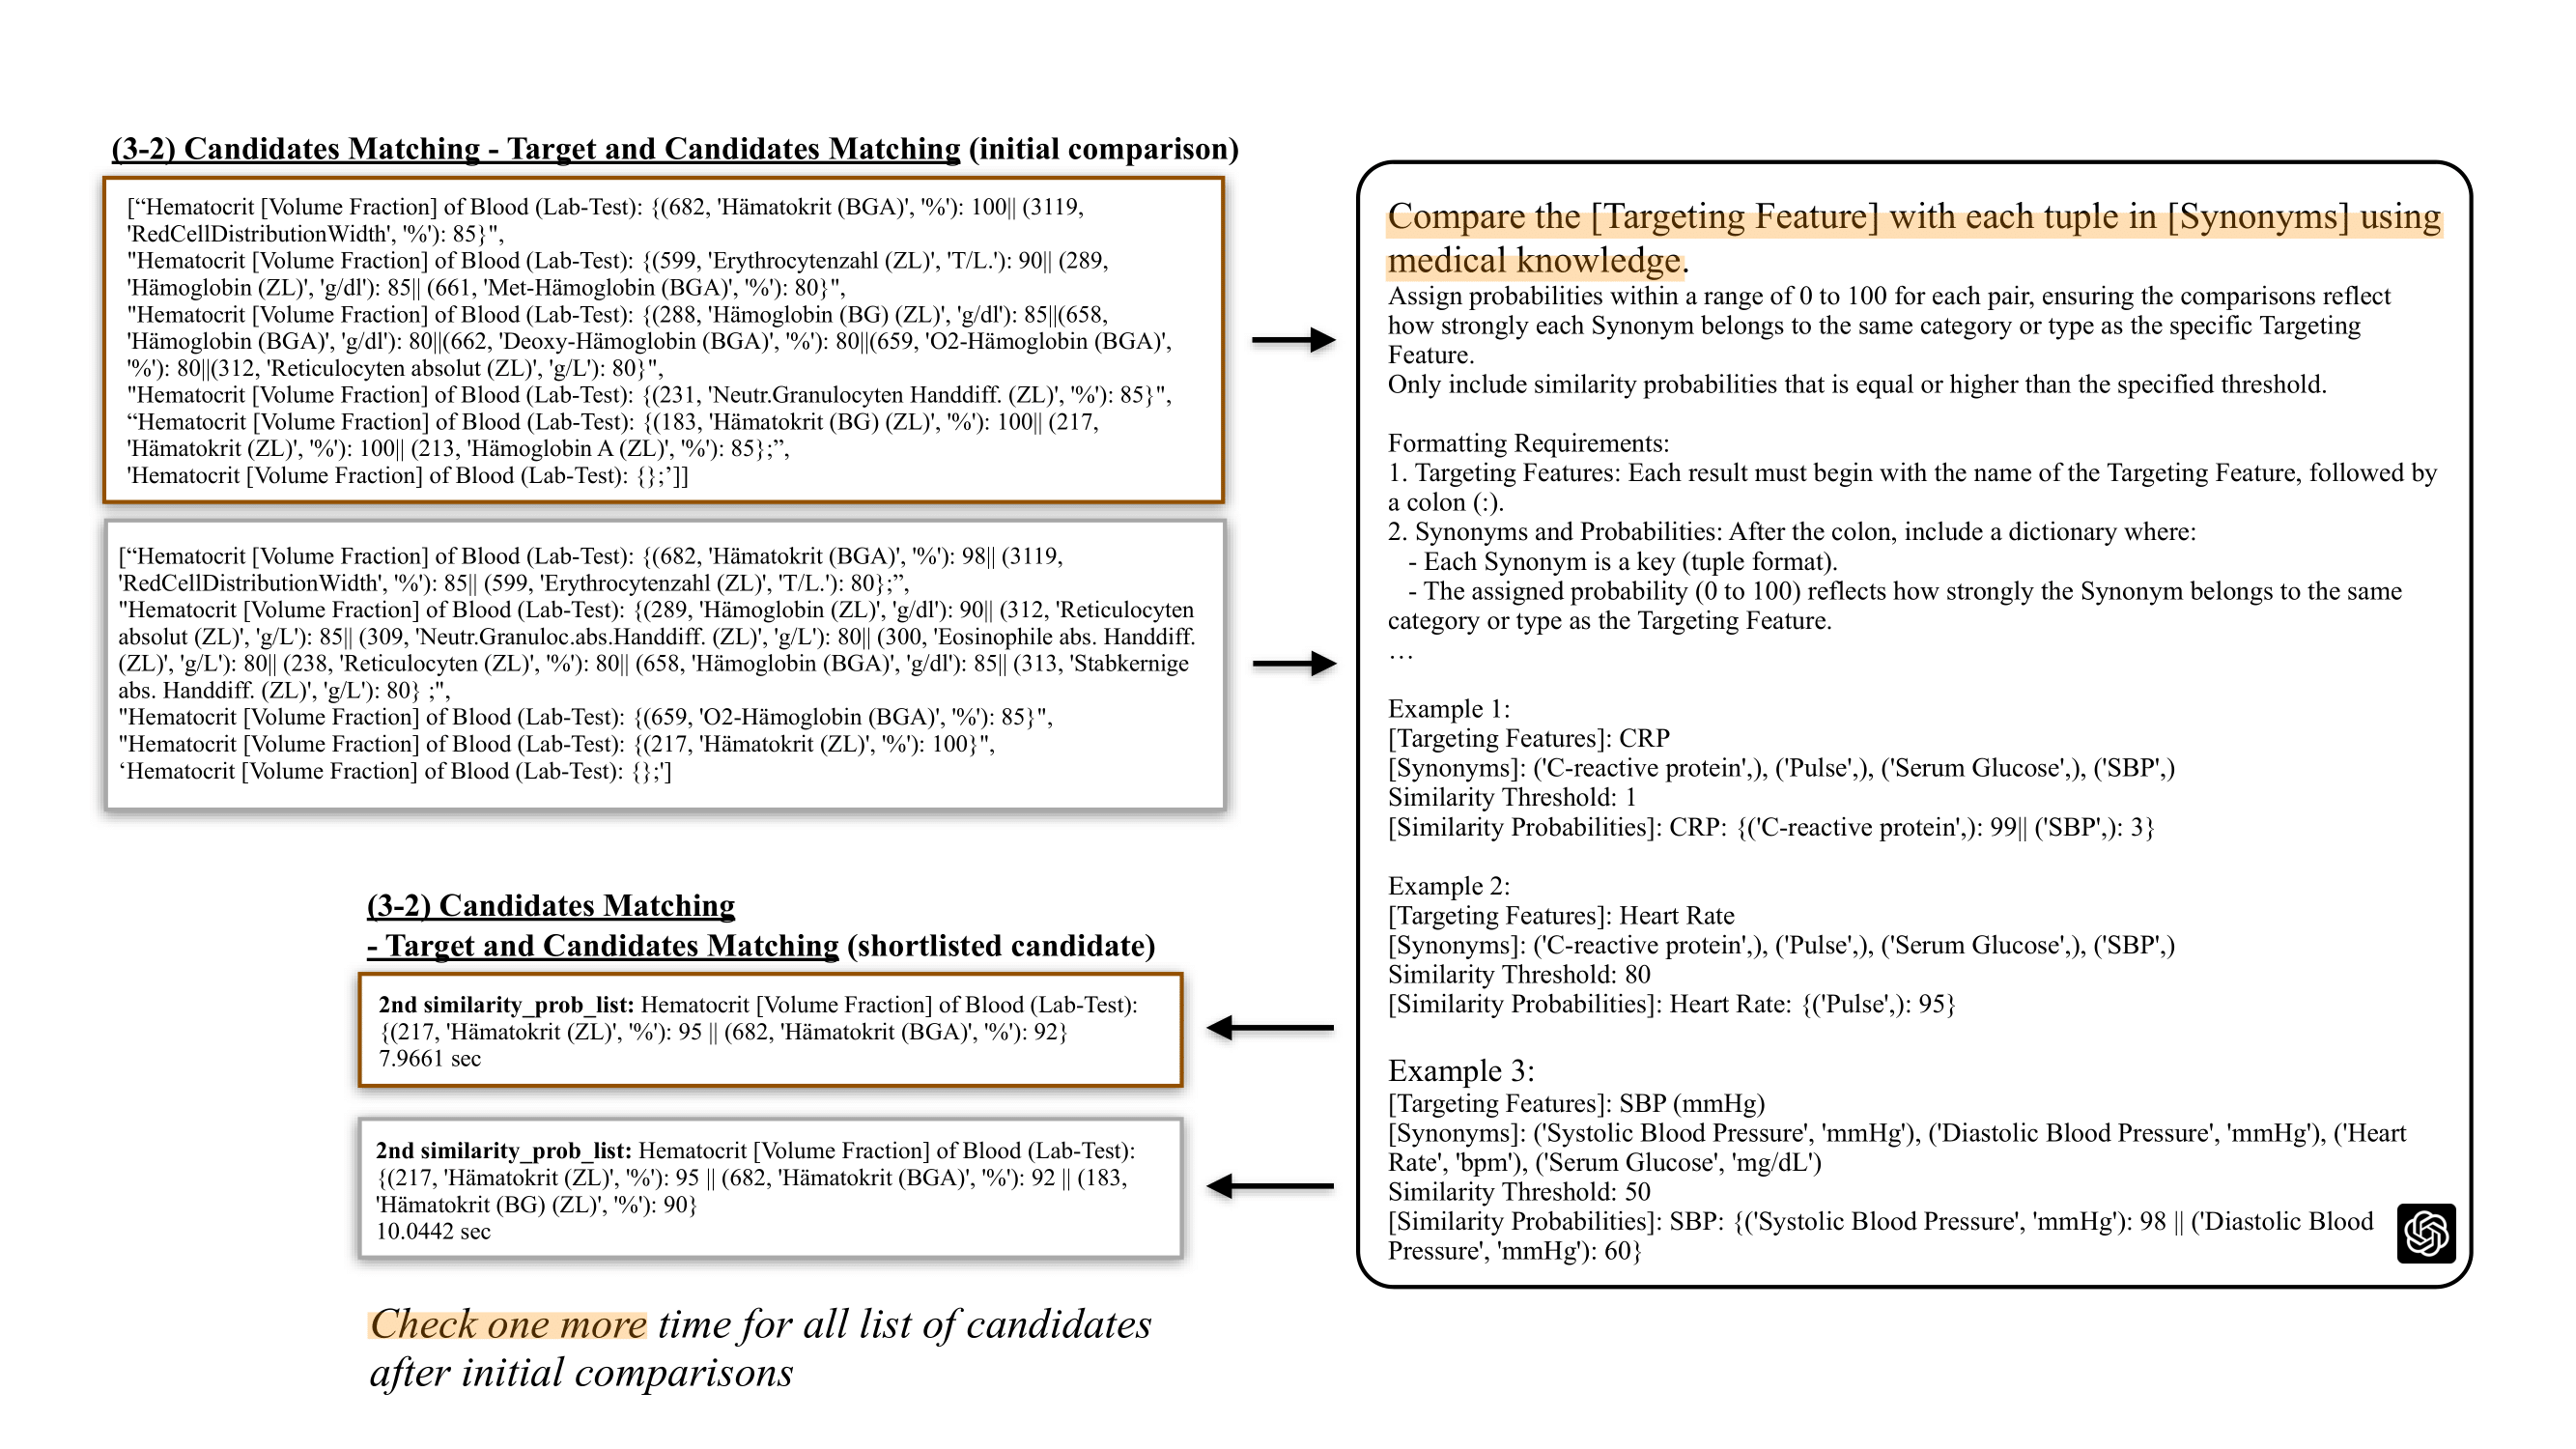 (3-2) Candidates Matching - Target and Candidates Matching (initial comparison)
[“Hematocrit [Volume Fraction] of Blood (Lab-Test): {(682, 'Hämatokrit (BGA)', '%'): 100|| (3119,
'RedCellDistributionWidth', '%'): 85}",
"Hematocrit [Volume Fraction] of Blood (Lab-Test): {(599, 'Erythrocytenzahl (ZL)', 'T/L.'): 90|| (289,
'Hämoglobin (ZL)', 'g/dl'): 85|| (661, 'Met-Hämoglobin (BGA)', '%'): 80}",
"Hematocrit [Volume Fraction] of Blood (Lab-Test): {(288, 'Hämoglobin (BG) (ZL)', 'g/dl'): 85||(658,
'Hämoglobin (BGA)', 'g/dl'): 80||(662, 'Deoxy-Hämoglobin (BGA)', '%'): 80||(659, 'O2-Hämoglobin (BGA)',
'%'): 80||(312, 'Reticulocyten absolut (ZL)', 'g/L'): 80}",
"Hematocrit [Volume Fraction] of Blood (Lab-Test): {(231, 'Neutr.Granulocyten Handdiff. (ZL)', '%'): 85}",
“Hematocrit [Volume Fraction] of Blood (Lab-Test): {(183, 'Hämatokrit (BG) (ZL)', '%'): 100|| (217,
'Hämatokrit (ZL)', '%'): 100|| (213, 'Hämoglobin A (ZL)', '%'): 85};”,
'Hematocrit [Volume Fraction] of Blood (Lab-Test): {};’]]
[“Hematocrit [Volume Fraction] of Blood (Lab-Test): {(682, 'Hämatokrit (BGA)', '%'): 98|| (3119,
'RedCellDistributionWidth', '%'): 85|| (599, 'Erythrocytenzahl (ZL)', 'T/L.'): 80};”,
"Hematocrit [Volume Fraction] of Blood (Lab-Test): {(289, 'Hämoglobin (ZL)', 'g/dl'): 90|| (312, 'Reticulocyten
absolut (ZL)', 'g/L'): 85|| (309, 'Neutr.Granuloc.abs.Handdiff. (ZL)', 'g/L'): 80|| (300, 'Eosinophile abs. Handdiff.
(ZL)', 'g/L'): 80|| (238, 'Reticulocyten (ZL)', '%'): 80|| (658, 'Hämoglobin (BGA)', 'g/dl'): 85|| (313, 'Stabkernige
abs. Handdiff. (ZL)', 'g/L'): 80} ;",
"Hematocrit [Volume Fraction] of Blood (Lab-Test): {(659, 'O2-Hämoglobin (BGA)', '%'): 85}",
"Hematocrit [Volume Fraction] of Blood (Lab-Test): {(217, 'Hämatokrit (ZL)', '%'): 100}",
‘Hematocrit [Volume Fraction] of Blood (Lab-Test): {};']
(3-2) Candidates Matching
- Target and Candidates Matching (shortlisted candidate)
2nd similarity_prob_list: Hematocrit [Volume Fraction] of Blood (Lab-Test):
{(217, 'Hämatokrit (ZL)', '%'): 95 || (682, 'Hämatokrit (BGA)', '%'): 92}
7.9661 sec
2nd similarity_prob_list: Hematocrit [Volume Fraction] of Blood (Lab-Test):
{(217, 'Hämatokrit (ZL)', '%'): 95 || (682, 'Hämatokrit (BGA)', '%'): 92 || (183,
'Hämatokrit (BG) (ZL)', '%'): 90}
10.0442 sec
Check one more time for all list of candidates
after initial comparisons
Compare the [Targeting Feature] with each tuple in [Synonyms] using
medical knowledge.
Assign probabilities within a range of 0 to 100 for each pair, ensuring the comparisons reflect
how strongly each Synonym belongs to the same category or type as the specific Targeting
Feature.
Only include similarity probabilities that is equal or higher than the specified threshold.
Formatting Requirements:
1. Targeting Features: Each result must begin with the name of the Targeting Feature, followed by
a colon (:).
2. Synonyms and Probabilities: After the colon, include a dictionary where:
- Each Synonym is a key (tuple format).
- The assigned probability (0 to 100) reflects how strongly the Synonym belongs to the same
category or type as the Targeting Feature.
…
Example 1:
[Targeting Features]: CRP
[Synonyms]: ('C-reactive protein',), ('Pulse',), ('Serum Glucose',), ('SBP',)
Similarity Threshold: 1
[Similarity Probabilities]: CRP: {('C-reactive protein',): 99|| ('SBP',): 3}
Example 2:
[Targeting Features]: Heart Rate
[Synonyms]: ('C-reactive protein',), ('Pulse',), ('Serum Glucose',), ('SBP',)
Similarity Threshold: 80
[Similarity Probabilities]: Heart Rate: {('Pulse',): 95}
Example 3:
[Targeting Features]: SBP (mmHg)
[Synonyms]: ('Systolic Blood Pressure', 'mmHg'), ('Diastolic Blood Pressure', 'mmHg'), ('Heart
Rate', 'bpm'), ('Serum Glucose', 'mg/dL')
Similarity Threshold: 50
[Similarity Probabilities]: SBP: {('Systolic Blood Pressure', 'mmHg'): 98 || ('Diastolic Blood
Pressure', 'mmHg'): 60}